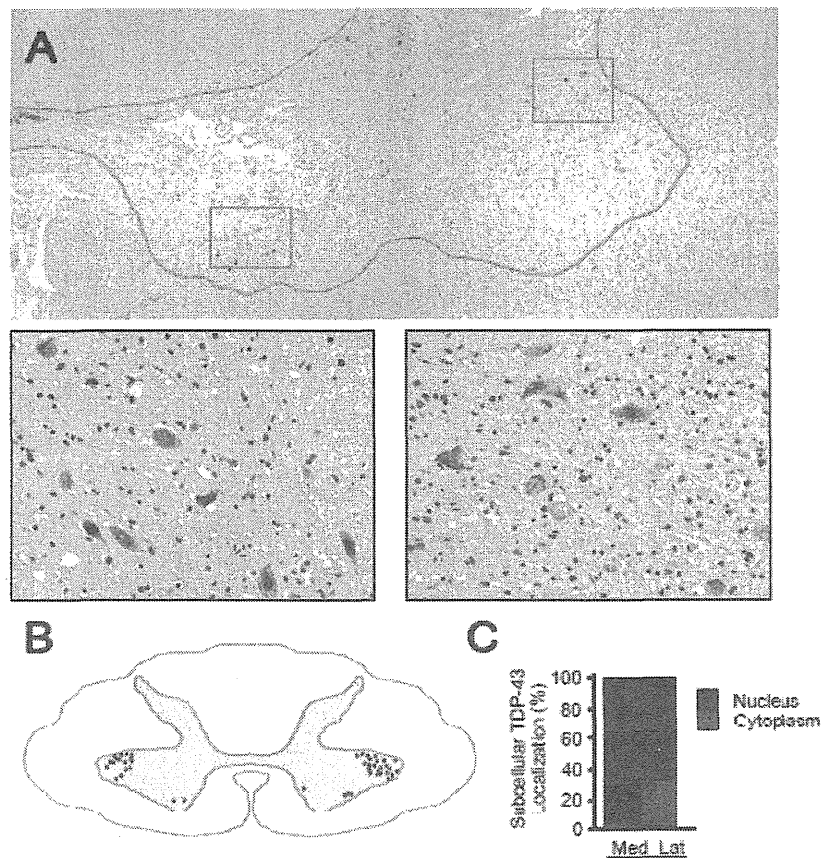 A
B
C
Subcellular TDP-43
Localization (%)
100
80
60
40
20
0
Med Lat
Nucleus
Cytoplasm